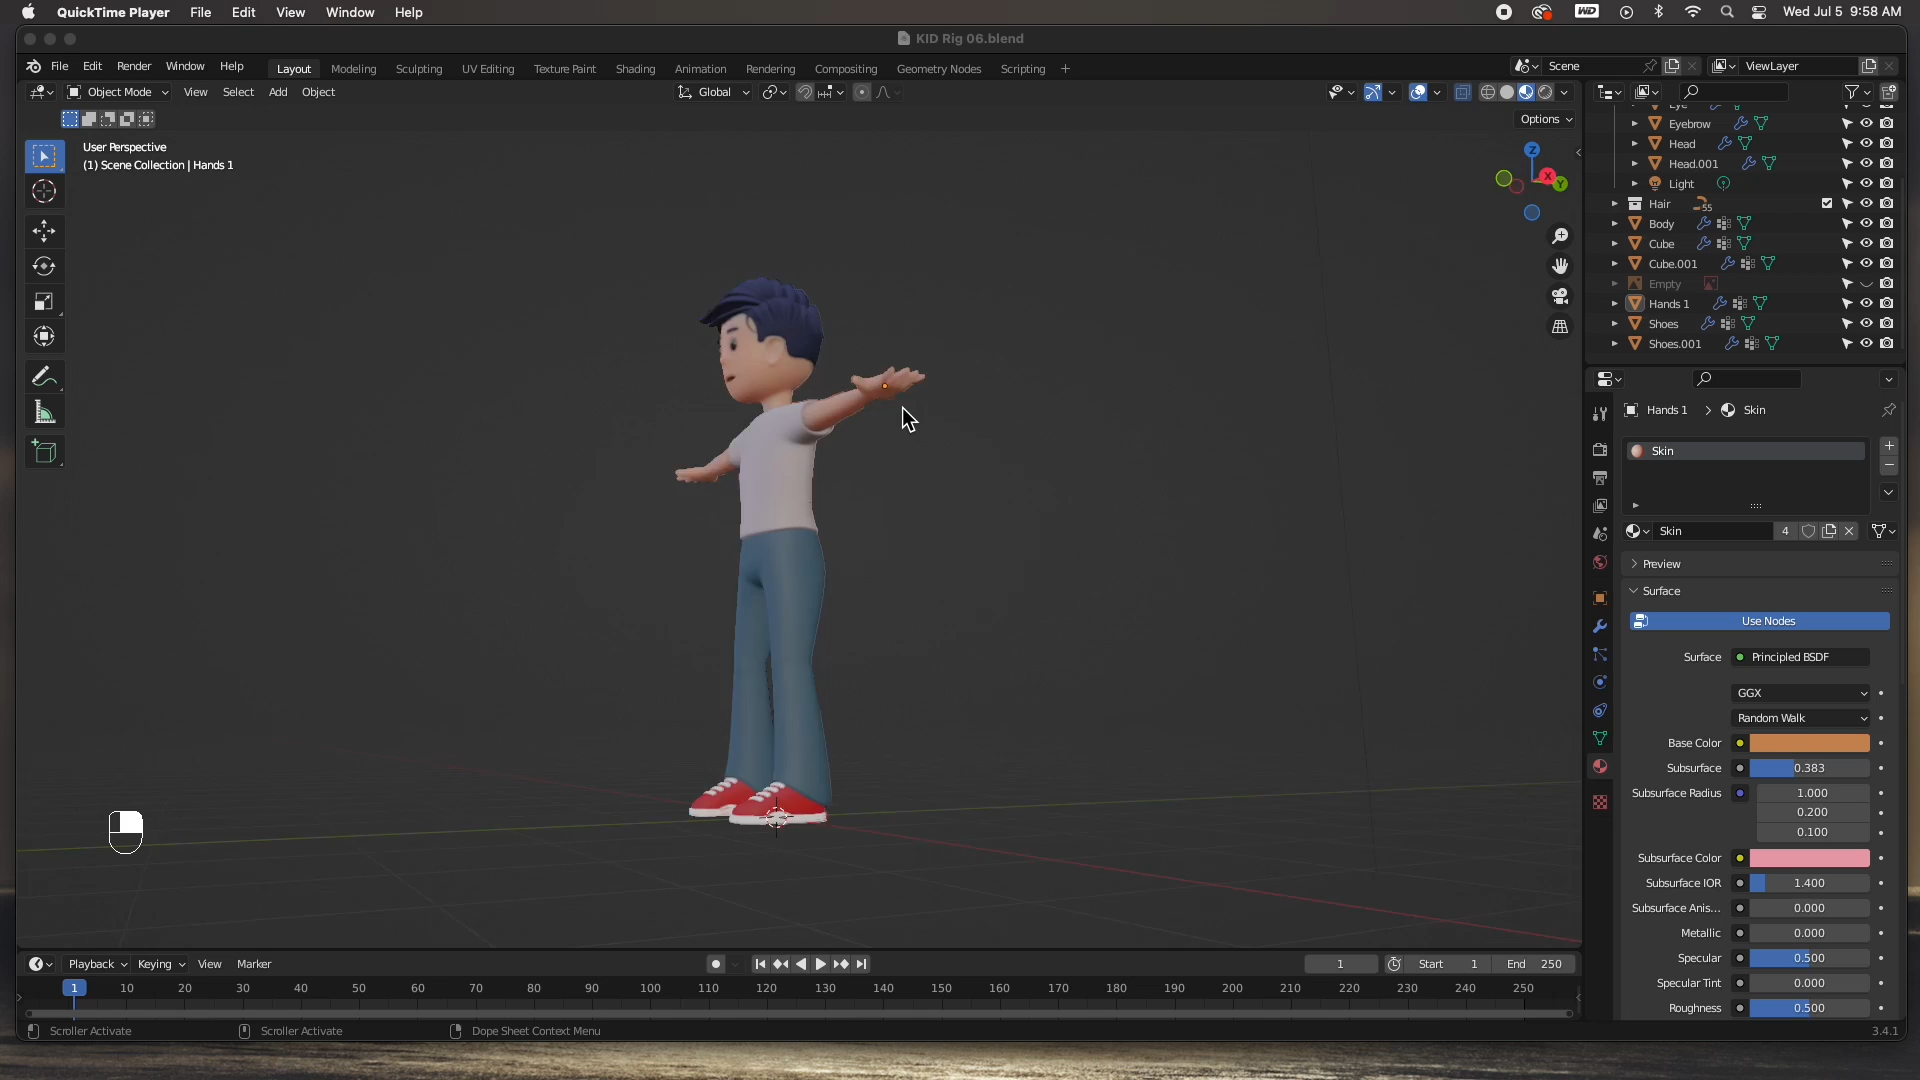 QuickTime Player File Edit View Window Help WD Wed Jul 5 9:58 AM
KID Rig 06.blend
File Edit Render Window Help Layout Modeling Sculpting UV Editing Texture Paint Shading Animation Rendering Compositing Geometry Nodes Scripting + Scene ViewLayer
Object Mode View Select Add Object Global
Options
User Perspective
(1) Scene Collection | Hands 1
Z
X
Y
Eye
Eyebrow
Head
Head.001
Light
Hair 55
Body
Cube
Cube.001
Empty
Hands 1
Shoes
Shoes.001
Hands 1 > Skin
Skin
Skin 4
Preview
Surface
Use Nodes
Surface Principled BSDF
GGX
Random Walk
Base Color
Subsurface 0.383
Subsurface Radius 1.000
0.200
0.100
Subsurface Color
Subsurface IOR 1.400
Subsurface Anis... 0.000
Metallic 0.000
Specular 0.500
Specular Tint 0.000
Roughness 0.500
Playback Keying View Marker 1 Start 1 End 250
1 10 20 30 40 50 60 70 80 90 100 110 120 130 140 150 160 170 180 190 200 210 220 230 240 250
Scroller Activate Scroller Activate Dope Sheet Context Menu 3.4.1